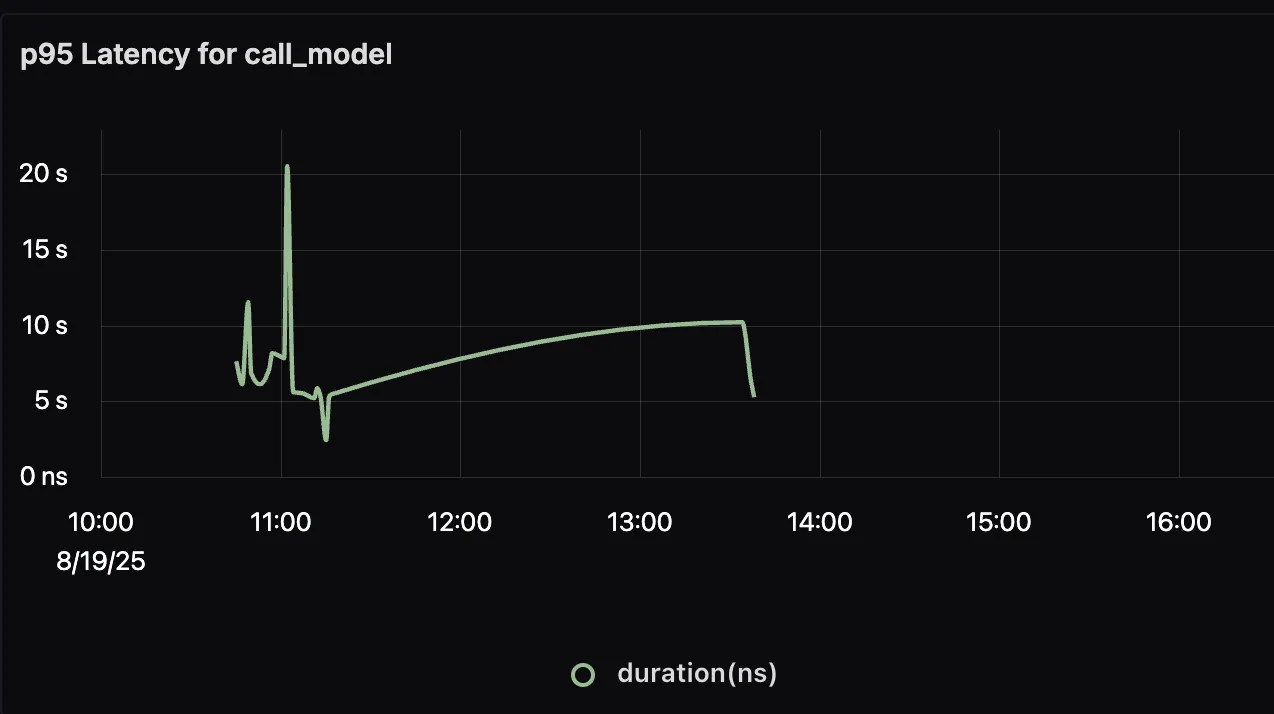 p95 Latency for call_model
20 s
15 s
10 s
5 s
0 ns
10:00 11:00 12:00 13:00 14:00 15:00 16:00
8/19/25
duration(ns)